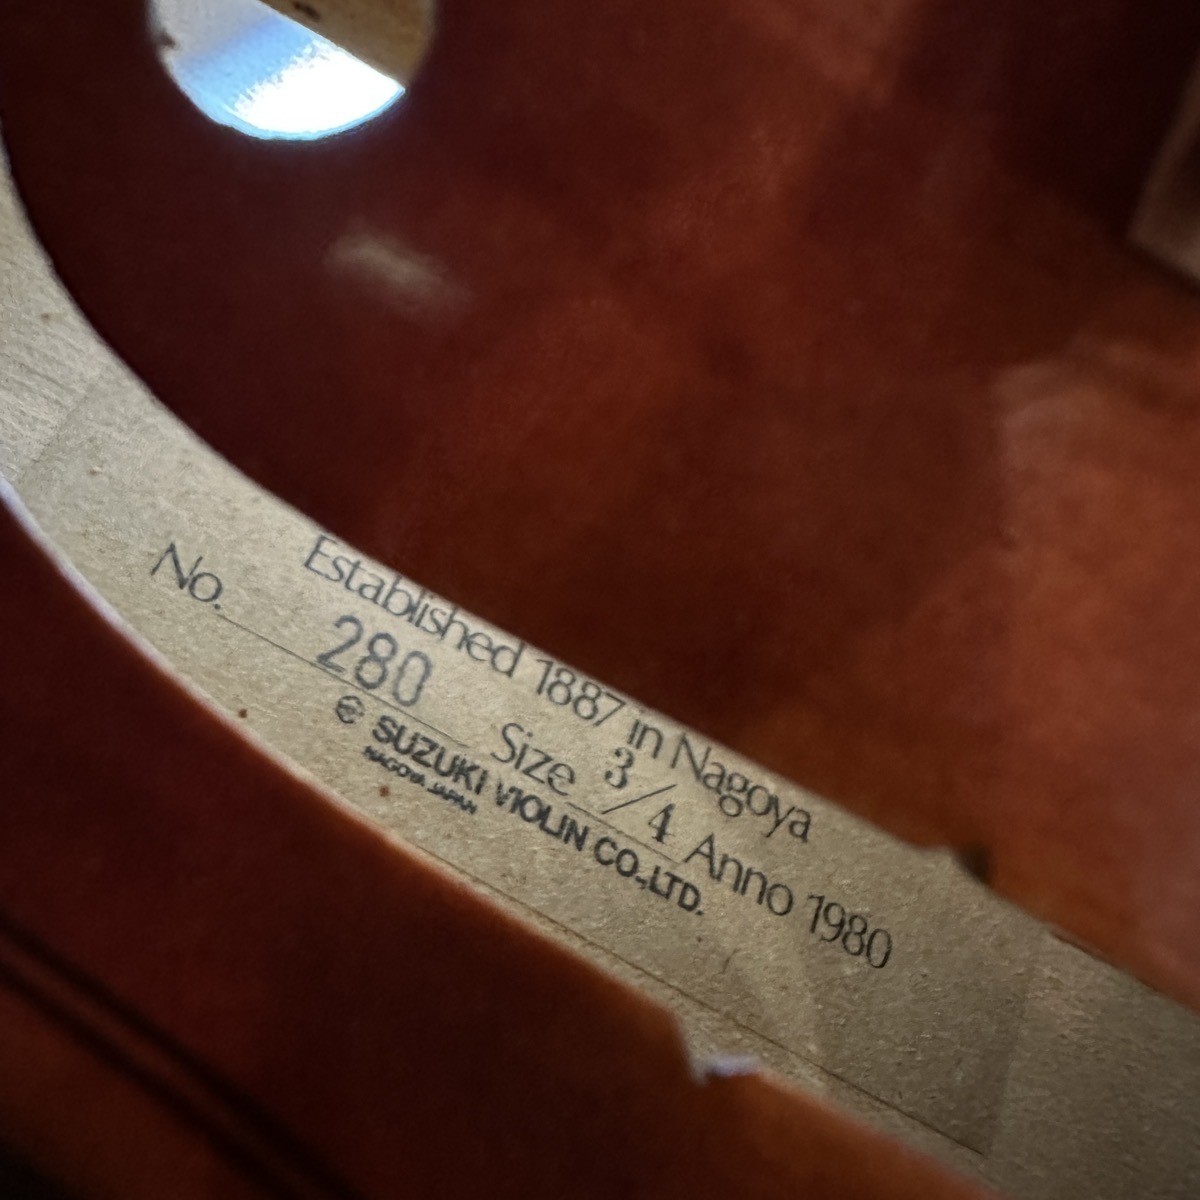 Established 1887 in Nagoya
No. 280 Size 3/4 Anno 1980
SUZUKI VIOLIN CO., LTD.
NAGOYA JAPAN